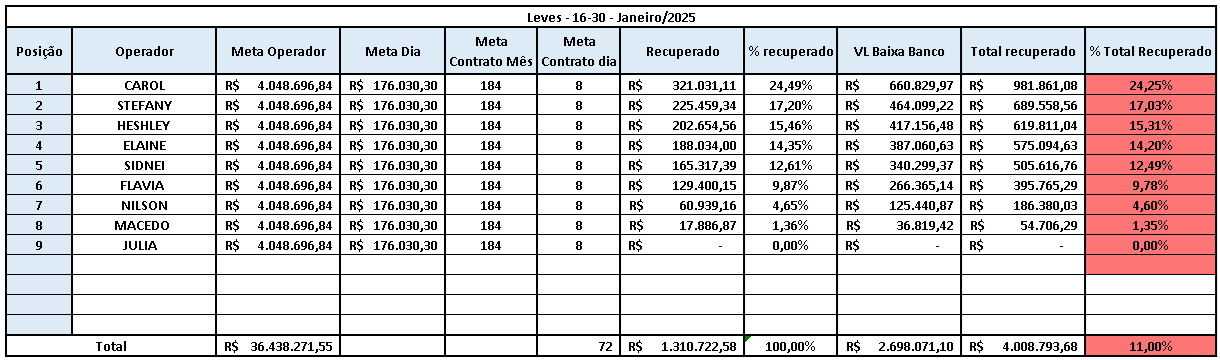 Leves - 16-30 - Janeiro/2025
Posição Operador Meta Operador Meta Dia Meta Contrato Mês Meta Contrato dia Recuperado % recuperado VL Baixa Banco Total recuperado % Total Recuperado
1 CAROL R$ 4.048.696,84 R$ 176.030,30 184 8 R$ 321.031,11 24,49% R$ 660.829,97 R$ 981.861,08 24,25%
2 STEFANY R$ 4.048.696,84 R$ 176.030,30 184 8 R$ 225.459,34 17,20% R$ 464.099,22 R$ 689.558,56 17,03%
3 HESHLEY R$ 4.048.696,84 R$ 176.030,30 184 8 R$ 202.654,56 15,46% R$ 417.156,48 R$ 619.811,04 15,31%
4 ELAINE R$ 4.048.696,84 R$ 176.030,30 184 8 R$ 188.034,00 14,35% R$ 387.060,63 R$ 575.094,63 14,20%
5 SIDNEI R$ 4.048.696,84 R$ 176.030,30 184 8 R$ 165.317,39 12,61% R$ 340.299,37 R$ 505.616,76 12,49%
6 FLAVIA R$ 4.048.696,84 R$ 176.030,30 184 8 R$ 129.400,15 9,87% R$ 266.365,14 R$ 395.765,29 9,78%
7 NILSON R$ 4.048.696,84 R$ 176.030,30 184 8 R$ 60.939,16 4,65% R$ 125.440,87 R$ 186.380,03 4,60%
8 MACEDO R$ 4.048.696,84 R$ 176.030,30 184 8 R$ 17.886,87 1,36% R$ 36.819,42 R$ 54.706,29 1,35%
9 JULIA R$ 4.048.696,84 R$ 176.030,30 184 8 R$ - 0,00% R$ - R$ - 0,00%
Total R$ 36.438.271,55 72 R$ 1.310.722,58 100,00% R$ 2.698.071,10 R$ 4.008.793,68 11,00%